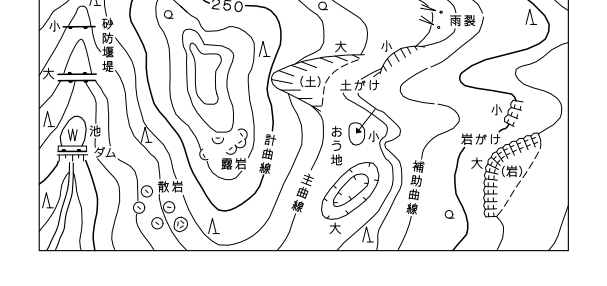 250
小
砂防堰堤
大
W
池
ダム
計曲線
露岩
散岩
主曲線
大
小
(土)
土がけ
おう地
小
大
補助曲線
雨裂
小
岩がけ
大
(岩)